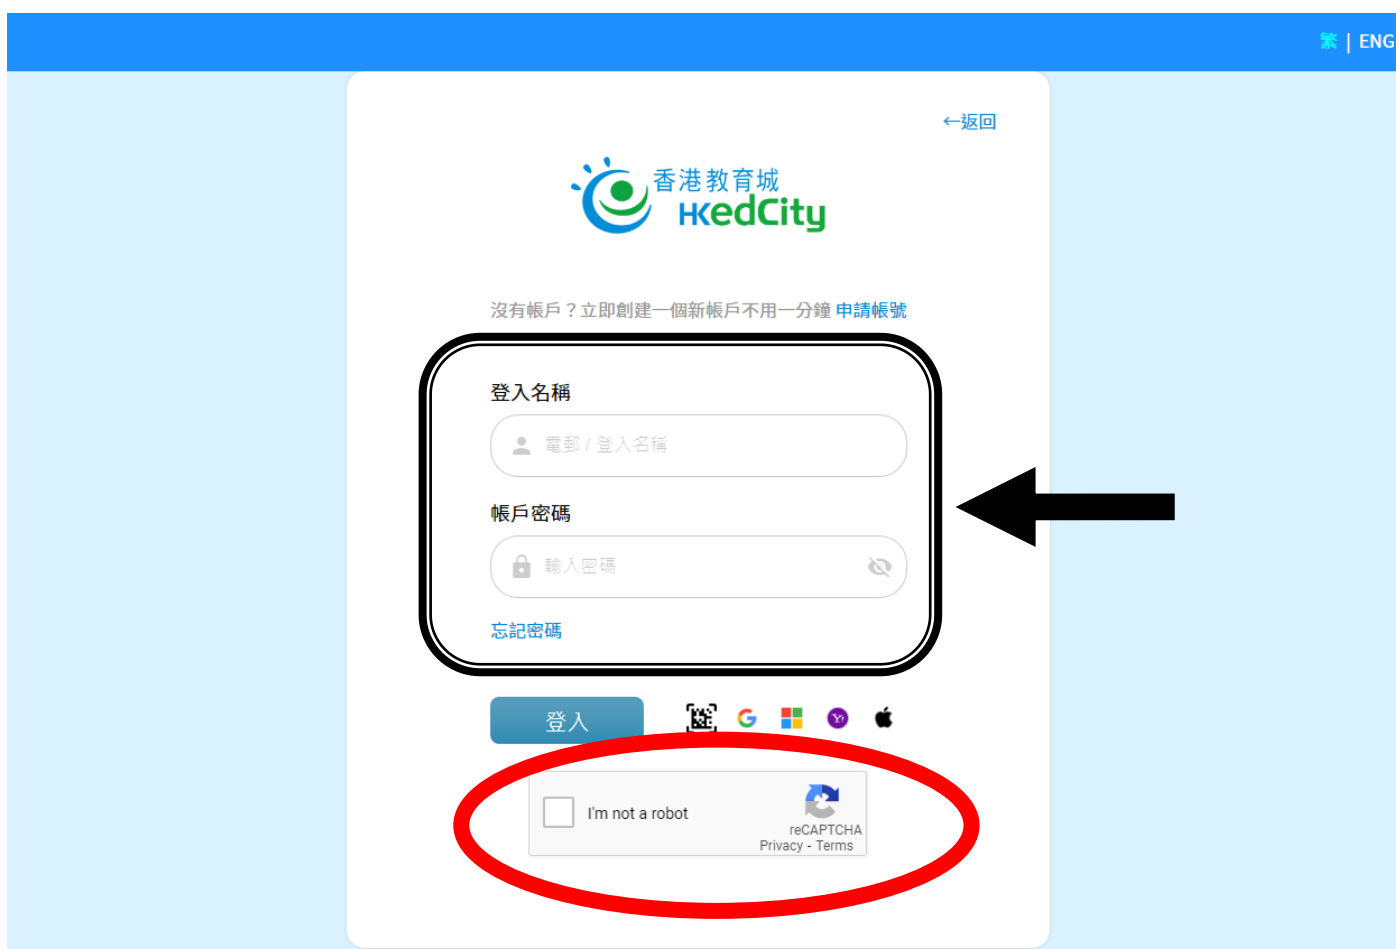 繁 | ENG
←返回
香港教育城
HKedCity
沒有帳戶？立即創建一個新帳戶不用一分鐘 申請帳號
登入名稱
電郵 / 登入名稱
帳戶密碼
輸入密碼
忘記密碼
登入
I'm not a robot
reCAPTCHA
Privacy - Terms